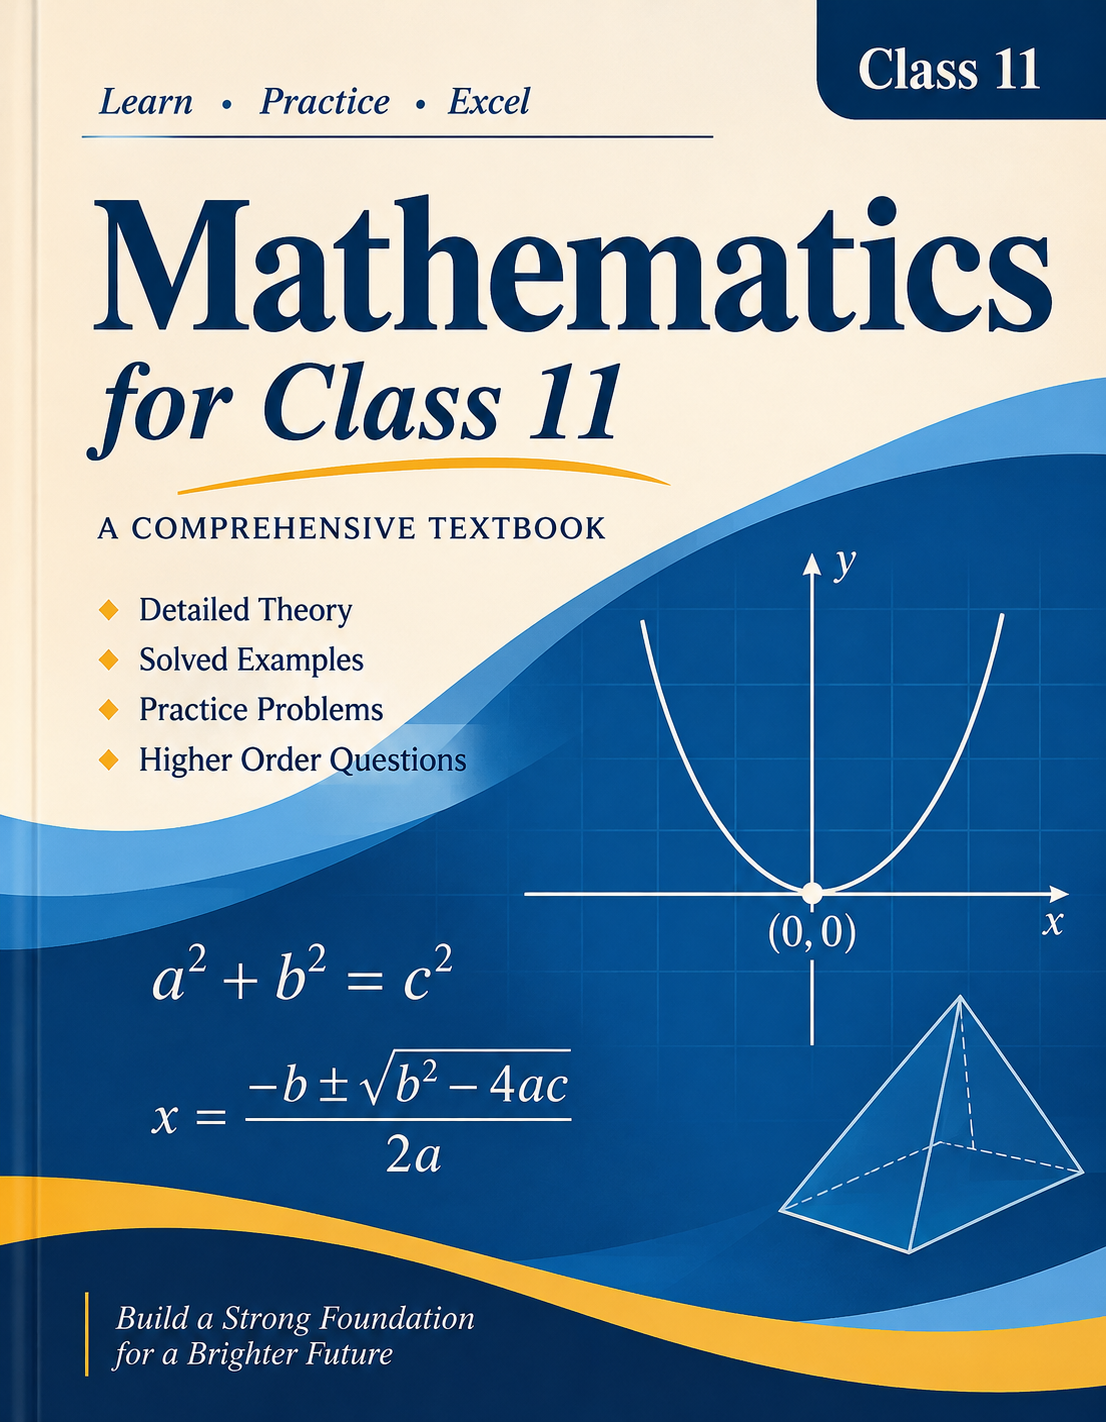 Class 11
Learn • Practice • Excel
Mathematics
for Class 11
A COMPREHENSIVE TEXTBOOK
◆ Detailed Theory
◆ Solved Examples
◆ Practice Problems
◆ Higher Order Questions
y
(0, 0)
x
a² + b² = c²
x = (−b ± √(b² − 4ac)) / 2a
Build a Strong Foundation
for a Brighter Future